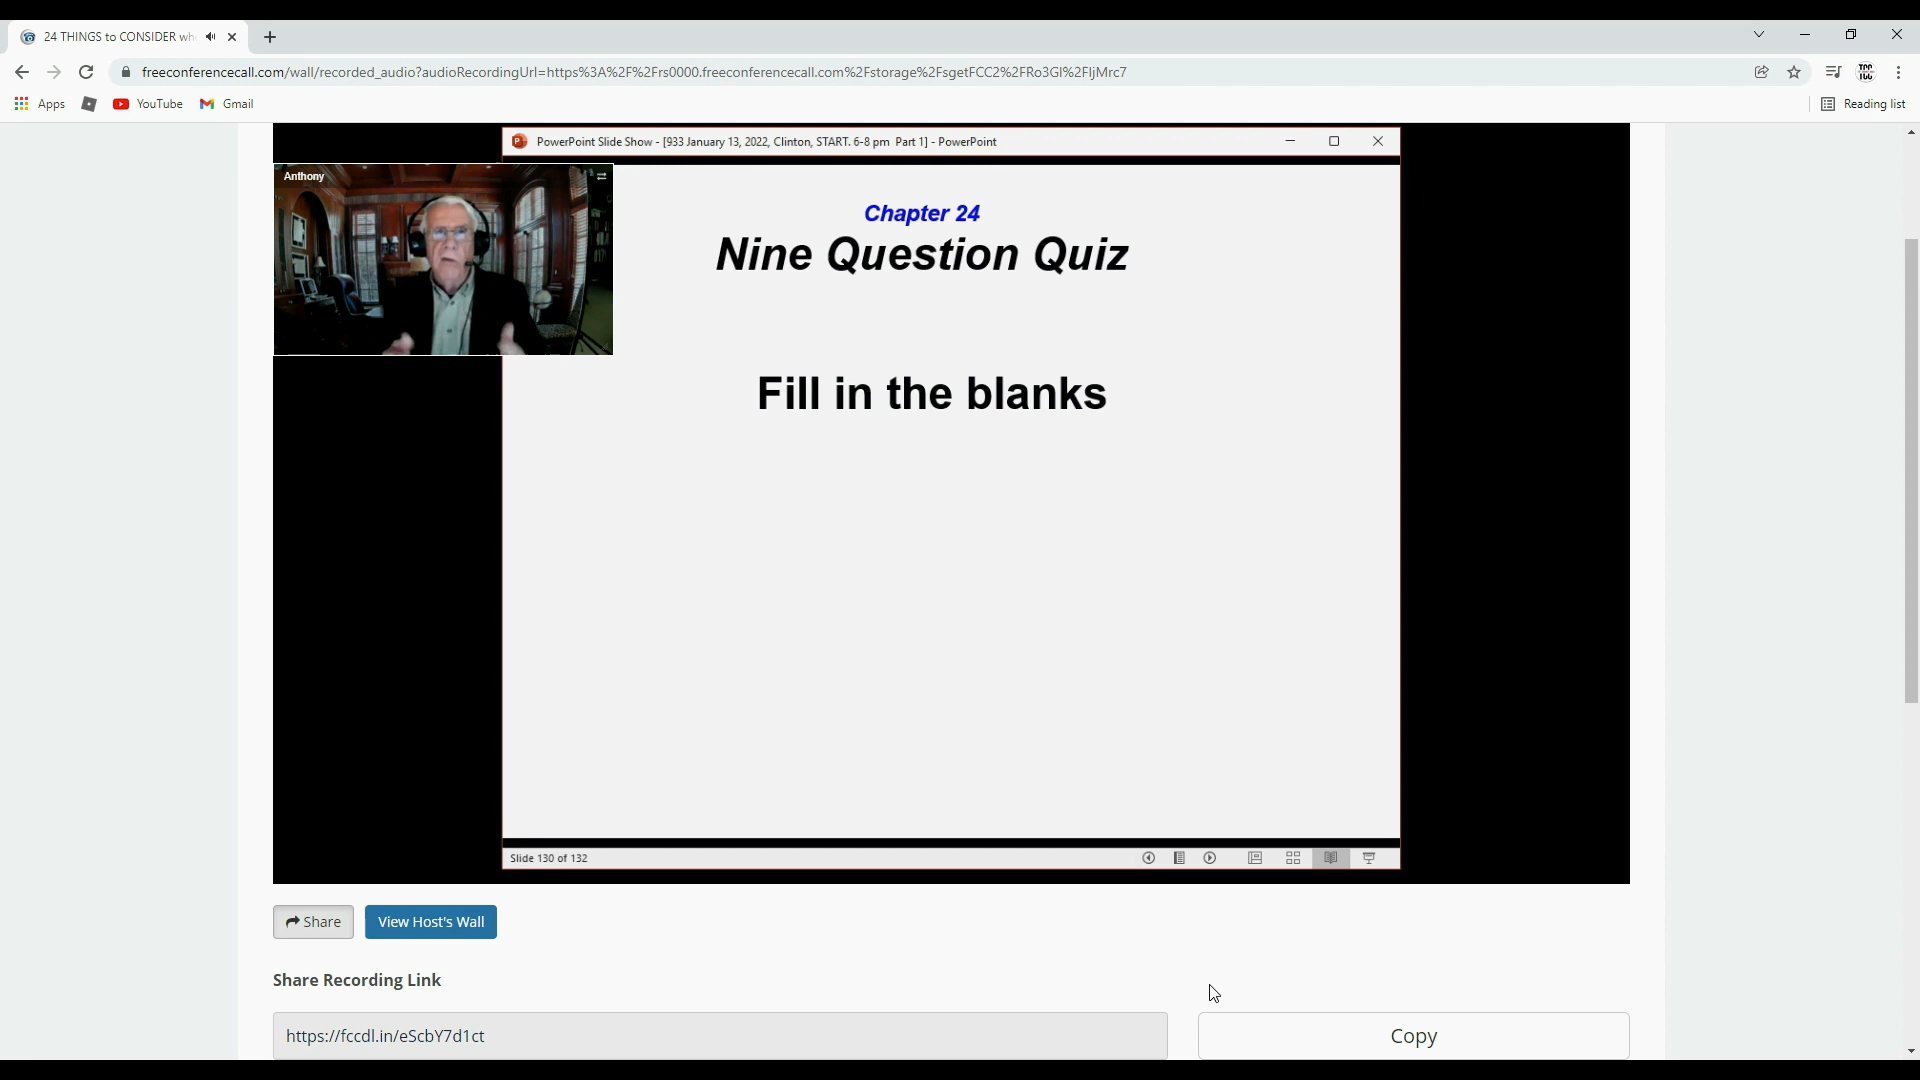 24 THINGS to CONSIDER wh
freeconferencecall.com/wall/recorded_audio?audioRecordingUrl=https%3A%2F%2Frs0000.freeconferencecall.com%2Fstorage%2FsgetFCC2%2FRo3Gl%2FljMrc7
Apps YouTube Gmail Reading list
PowerPoint Slide Show - [933 January 13, 2022, Clinton, START. 6-8 pm Part 1] - PowerPoint
Anthony
Chapter 24
Nine Question Quiz
Fill in the blanks
Slide 130 of 132
Share View Host's Wall
Share Recording Link
https://fccdl.in/eScbY7d1ct Copy